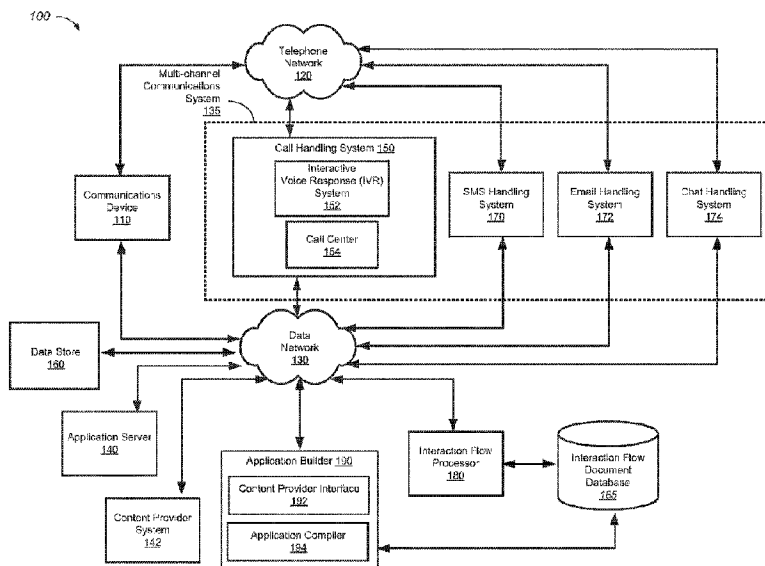 100
Telephone
Network
120
Multi-channel
Communications
System
135
Call Handling System 150
Interactive
Voice Response (IVR)
System
152
Call Center
154
Communications
Device
110
SMS Handling
System
170
Email Handling
System
172
Chat Handling
System
174
Data
Network
130
Data Store
160
Application Server
140
Content Provider
System
142
Application Builder 190
Content Provider Interface
192
Application Compiler
194
Interaction Flow
Processor
180
Interaction Flow
Document
Database
185